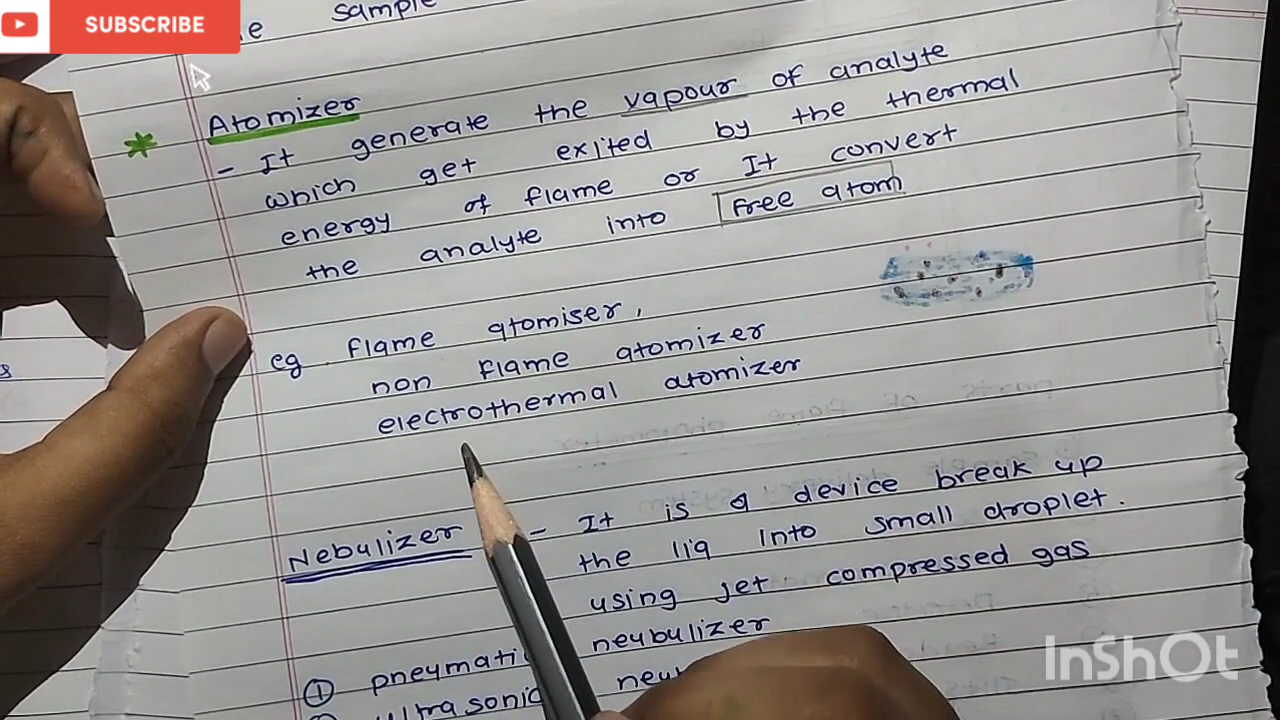 SUBSCRIBE
sample
Atomizer
- It generate the vapour of analyte
which get exited by the thermal
energy of flame or It convert
the analyte into free atom
eg flame atomiser,
non flame atomizer
electrothermal atomizer
Nebulizer - It is a device break up
the liq into small droplet.
using jet compressed gas
① pneymatic neubulizer
ultrasonic
InShOt